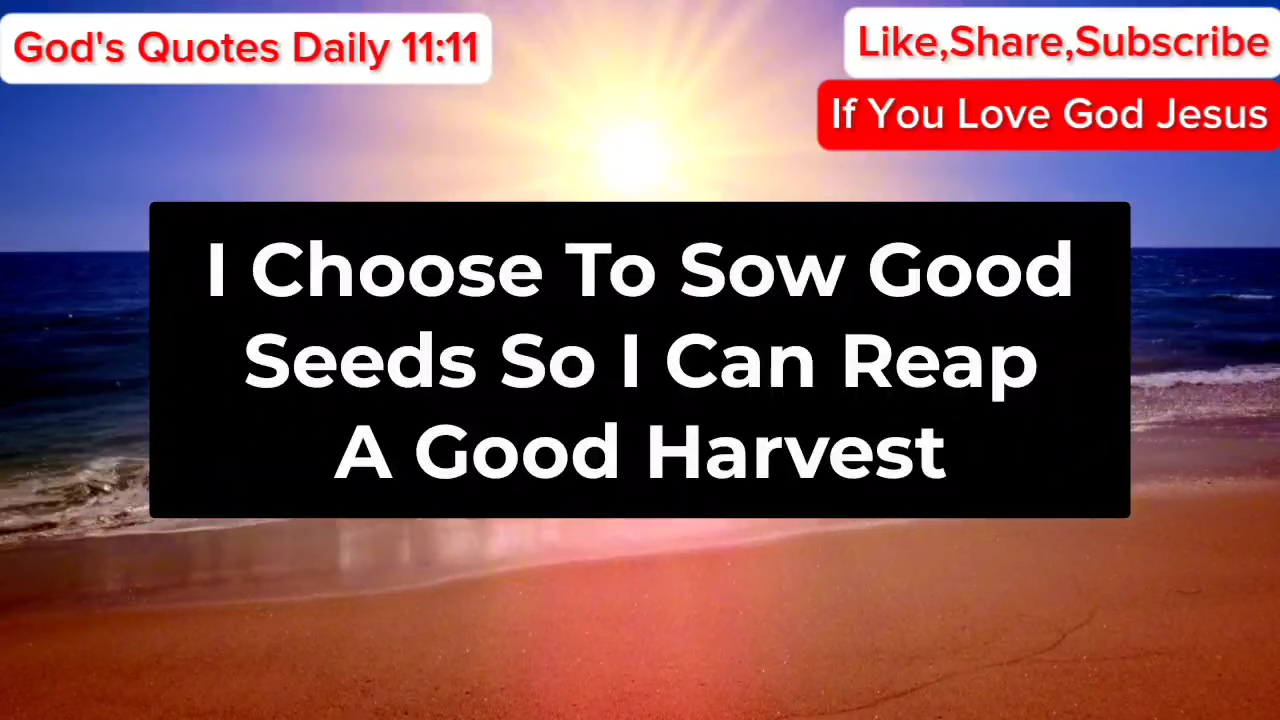 God's Quotes Daily 11:11
Like,Share,Subscribe
If You Love God Jesus
I Choose To Sow Good
Seeds So I Can Reap
A Good Harvest